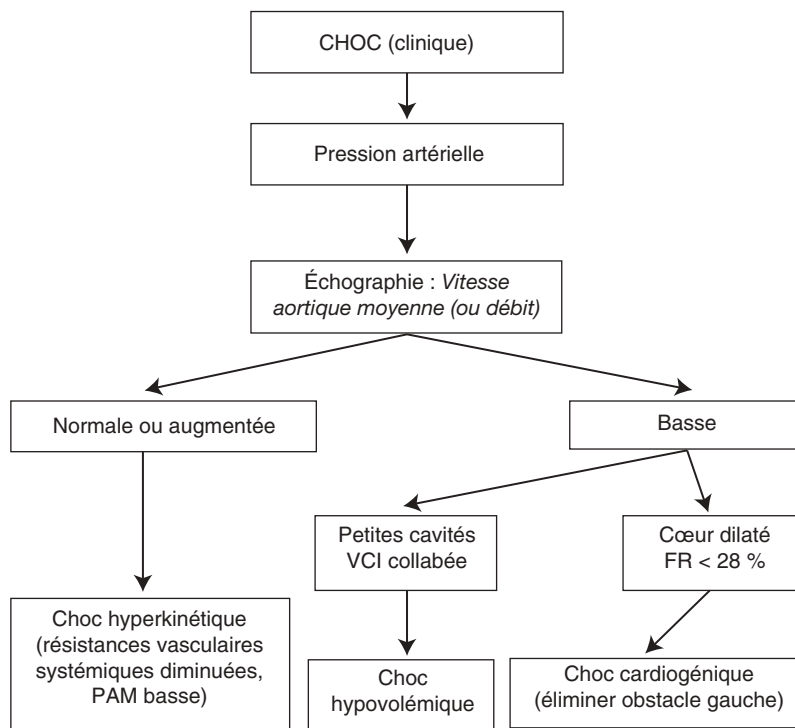 CHOC (clinique)
Pression artérielle
Échographie : Vitesse
aortique moyenne (ou débit)
Normale ou augmentée
Basse
Petites cavités
VCI collabée
Cœur dilaté
FR < 28 %
Choc hyperkinétique
(résistances vasculaires
systémiques diminuées,
PAM basse)
Choc
hypovolémique
Choc cardiogénique
(éliminer obstacle gauche)